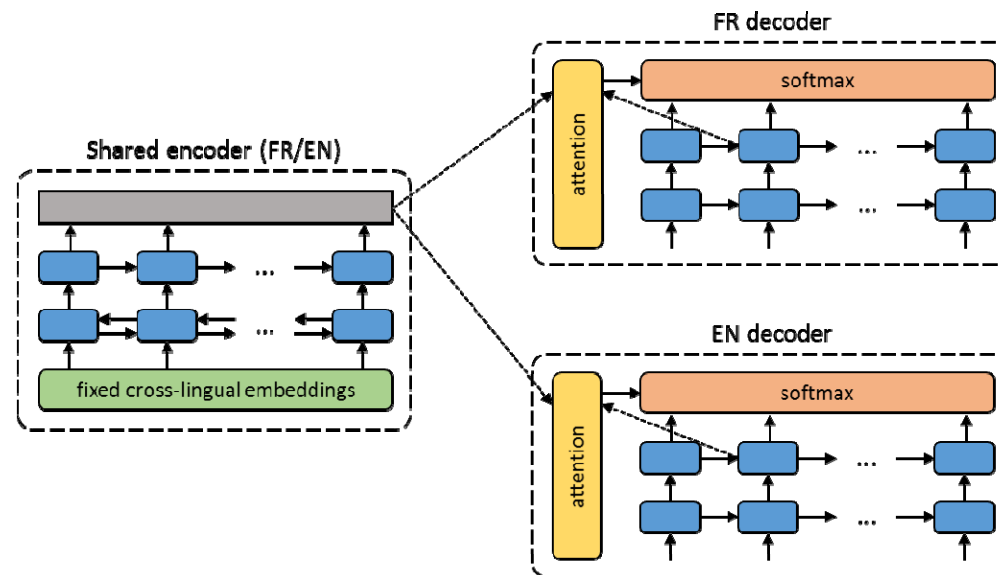 FR decoder
attention
softmax
...
...
Shared encoder (FR/EN)
...
...
fixed cross-lingual embeddings
EN decoder
attention
softmax
...
...